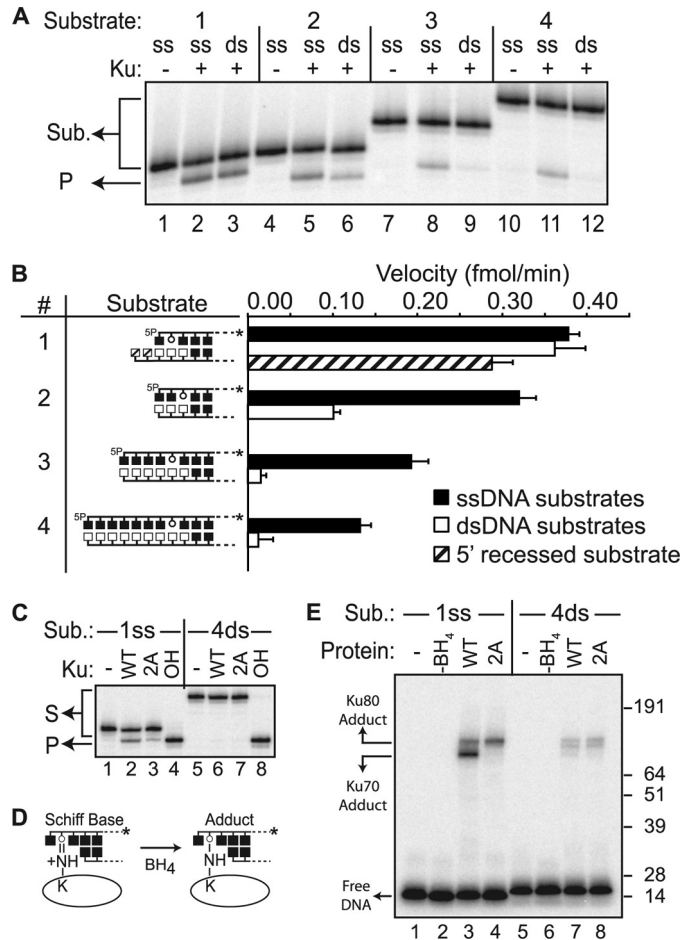 A
Substrate: 1 2 3 4
ss ss ds ss ss ds ss ss ds ss ss ds
Ku: - + + - + + - + + - + +
Sub.
P
1 2 3 4 5 6 7 8 9 10 11 12
B
Velocity (fmol/min)
# Substrate 0.00 0.10 0.20 0.30 0.40
1 5P *
2 5P *
3 5P *
4 5P *
ssDNA substrates
dsDNA substrates
5' recessed substrate
C
Sub.: 1ss 4ds
Ku: - WT 2A OH - WT 2A OH
S
P
1 2 3 4 5 6 7 8
D
Schiff Base Adduct
* *
+NH NH
BH4
K K
E
Sub.: 1ss 4ds
Protein: - -BH4 WT 2A - -BH4 WT 2A
Ku80
Adduct
Ku70
Adduct
Free
DNA
191
64
51
39
28
14
1 2 3 4 5 6 7 8